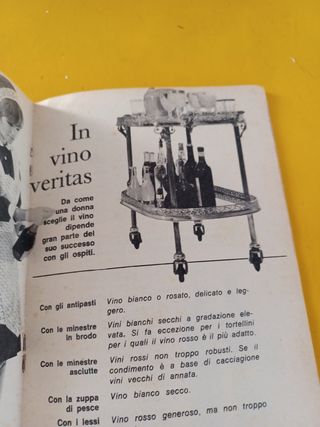 In
vino
veritas
Da come
una donna
sceglie il vino
dipende
gran parte del
suo successo
con gli ospiti.
Con gli antipasti Vino bianco o rosato, delicato e leg-
gero.
Con le minestre in brodo Vini bianchi secchi a gradazione ele-
vata. Si fa eccezione per i tortellini
per i quali il vino rosso è il più adatto.
Con le minestre asciutte Vini rossi non troppo robusti. Se il
condimento è a base di cacciagione
vini vecchi di annata.
Con la zuppa di pesce Vino bianco secco.
Con i lessi Vino rosso generoso, ma non troppo